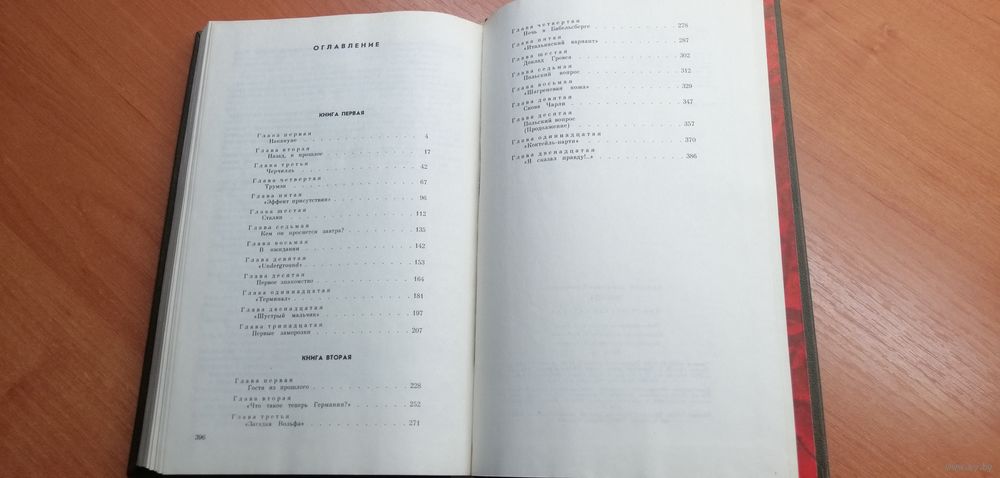 ОГЛАВЛЕНИЕ
КНИГА ПЕРВАЯ
Глава первая
Накануне . . . . . . . . . . 4
Глава вторая
Назад, в прошлое . . . . . . . . . . 17
Глава третья
Черчилль . . . . . . . . . . 42
Глава четвертая
Трумэн . . . . . . . . . . 67
Глава пятая
«Эффект присутствия» . . . . . . . . . . 96
Глава шестая
Сталин . . . . . . . . . . 112
Глава седьмая
Кем он проснется завтра? . . . . . . . . . . 135
Глава восьмая
В ожидании . . . . . . . . . . 142
Глава девятая
«Underground» . . . . . . . . . . 153
Глава десятая
Первое знакомство . . . . . . . . . . 164
Глава одиннадцатая
«Терминал» . . . . . . . . . . 181
Глава двенадцатая
«Шустрый мальчик» . . . . . . . . . . 197
Глава тринадцатая
Первые заморозки . . . . . . . . . . 207
КНИГА ВТОРАЯ
Глава первая
Гостя из прошлого . . . . . . . . . . 228
Глава вторая
«Что такое теперь Германия?» . . . . . . 252
Глава третья
«Загадка Вольфа» . . . . . . . . . . 271
396
Глава четвертая
Ночь в Бабельсберге . . . . . . . . . . 278
Глава пятая
«Итальянский вариант» . . . . . . . . . . 287
Глава шестая
Доклад Гровса . . . . . . . . . . 302
Глава седьмая
Польский вопрос . . . . . . . . . . 312
Глава восьмая
«Шагреневая кожа» . . . . . . . . . . 329
Глава девятая
Снова Чарли . . . . . . . . . . 347
Глава десятая
Польский вопрос
(Продолжение) . . . . . . . . . . 357
Глава одиннадцатая
«Коктейль-парти» . . . . . . . . . . 370
Глава двенадцатая
«Я сказал правду!..» . . . . . . . . . . 386
www.ay.by